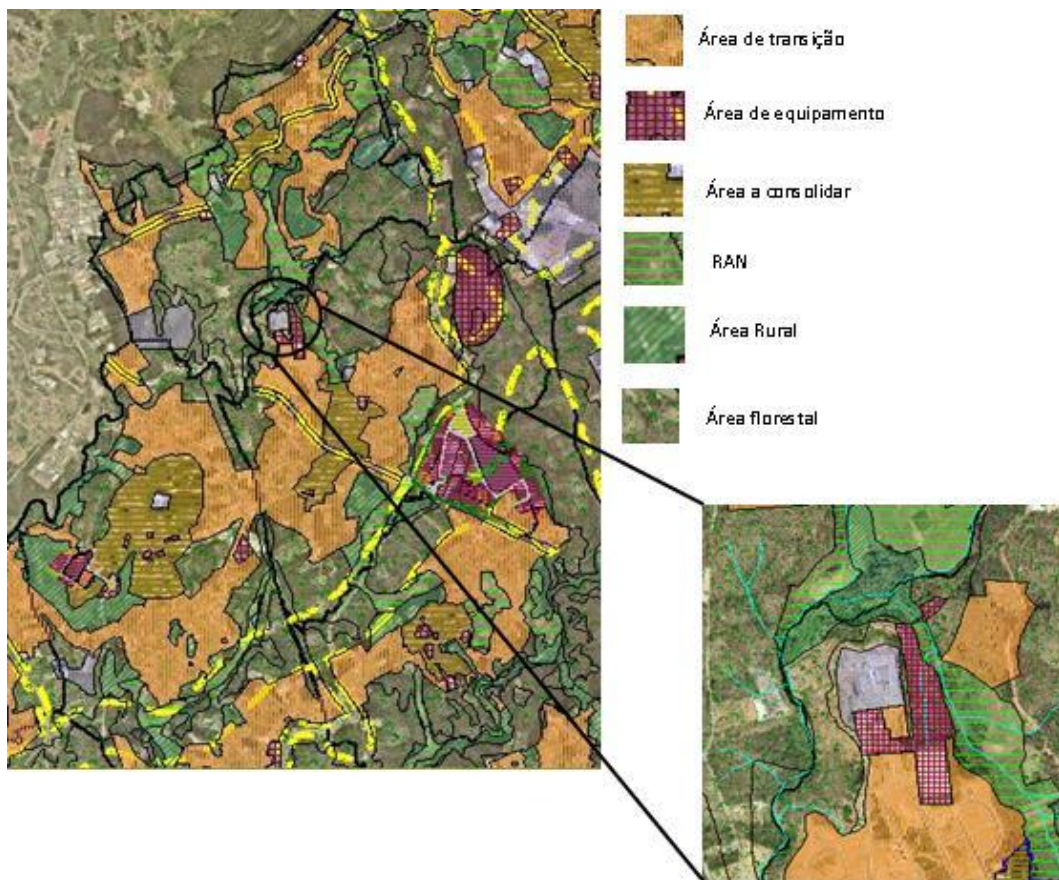 Área de transição
Área de equipamento
Área a consolidar
RAN
Área Rural
Área florestal